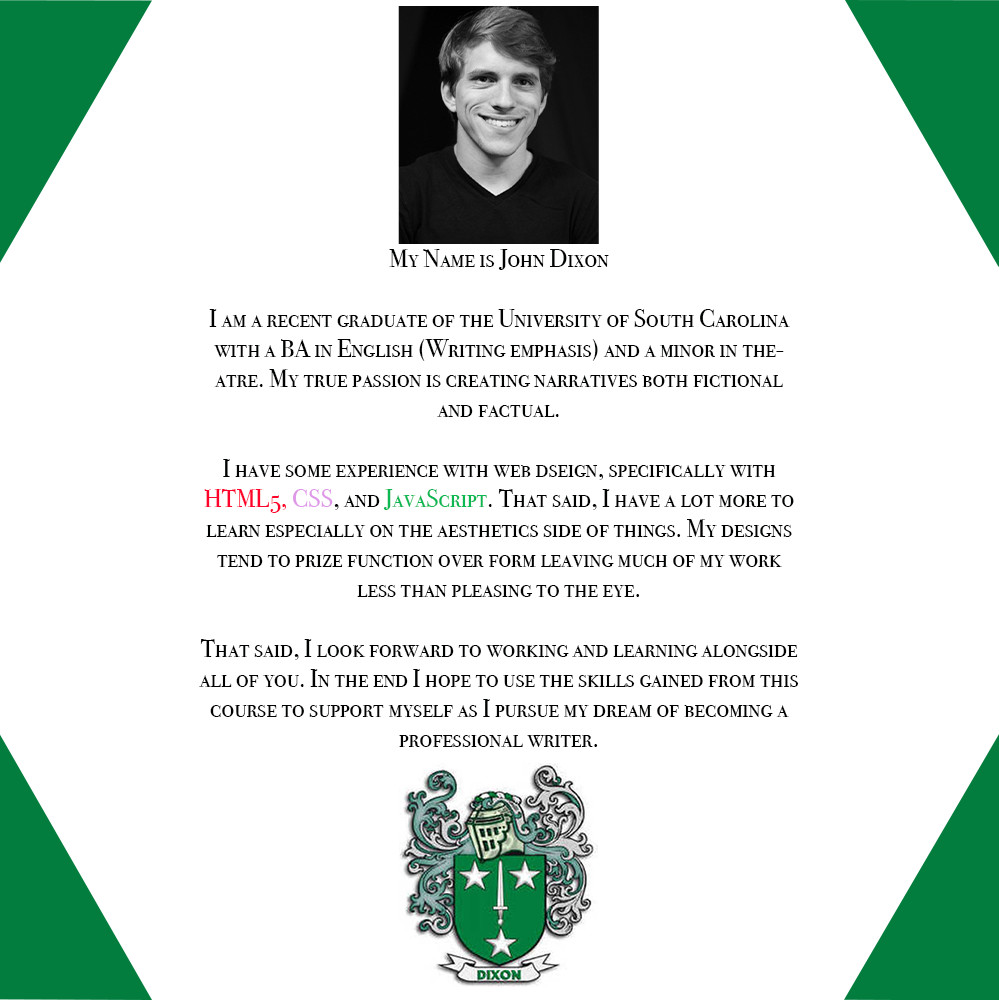 My Name is John Dixon
I am a recent graduate of the University of South Carolina
with a BA in English (Writing emphasis) and a minor in the-
atre. My true passion is creating narratives both fictional
and factual.
I have some experience with web dseign, specifically with
HTML5, CSS, and JavaScript. That said, I have a lot more to
learn especially on the aesthetics side of things. My designs
tend to prize function over form leaving much of my work
less than pleasing to the eye.
That said, I look forward to working and learning alongside
all of you. In the end I hope to use the skills gained from this
course to support myself as I pursue my dream of becoming a
professional writer.
DIXON